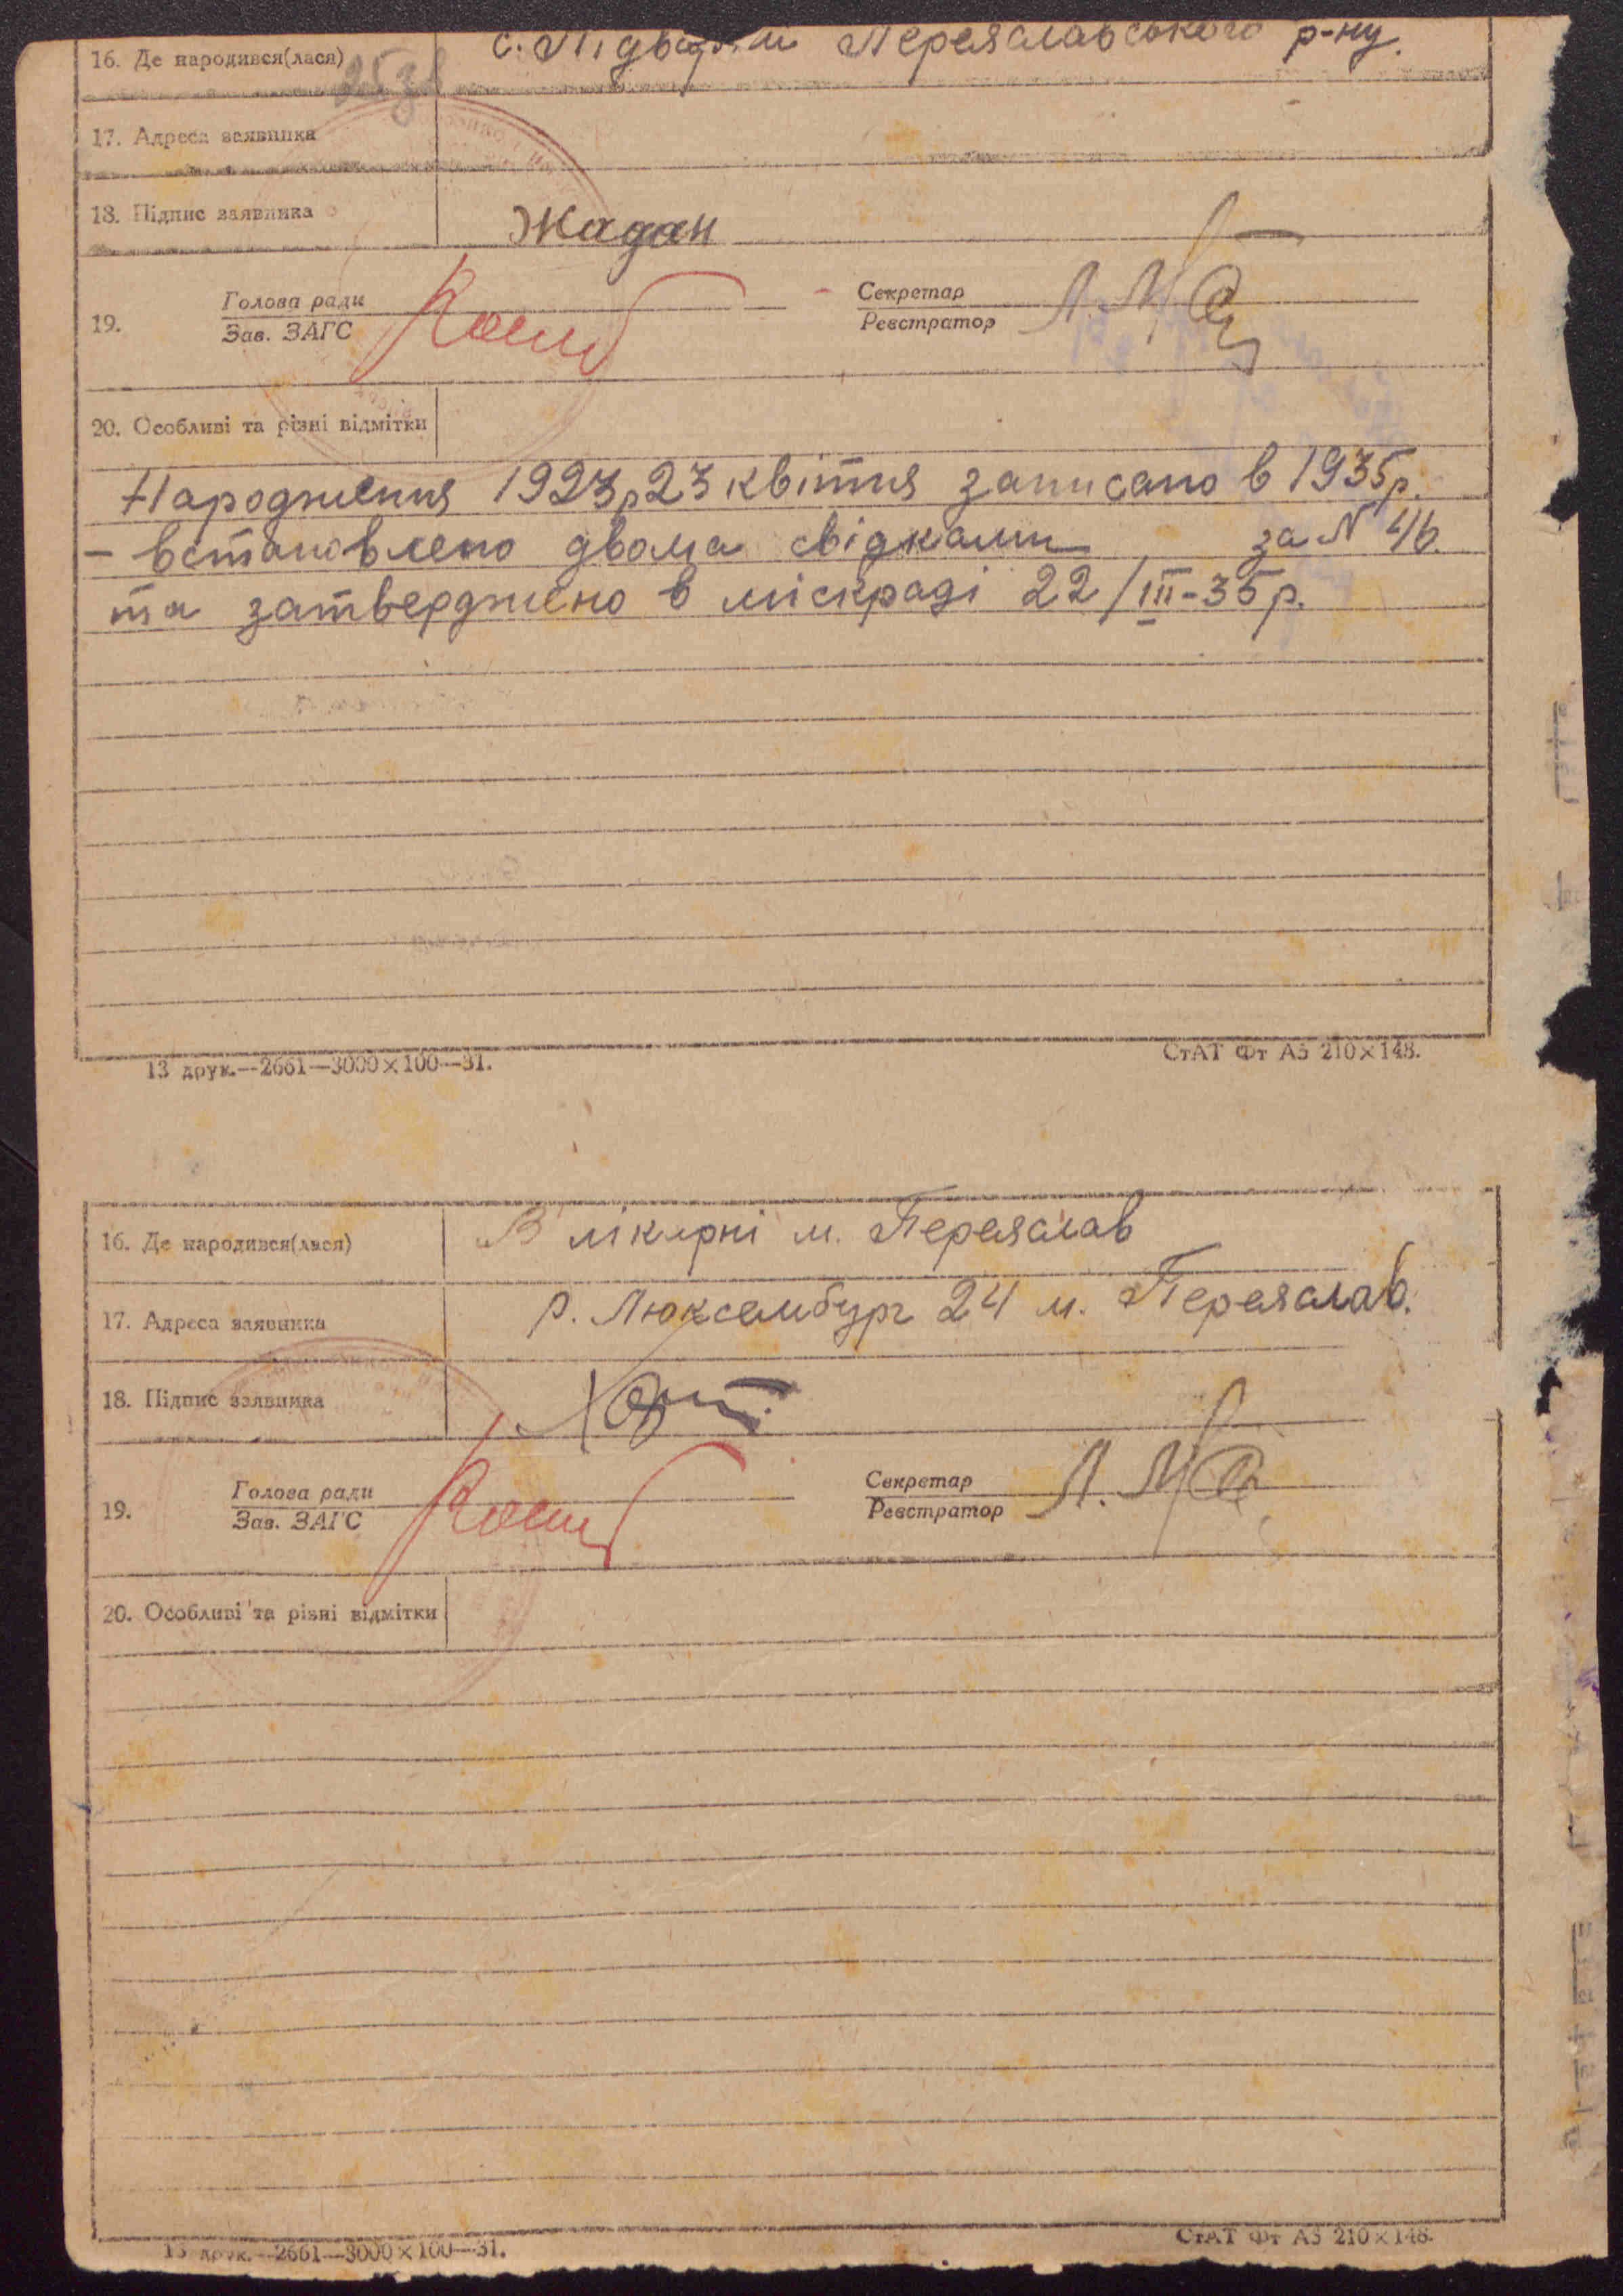 16. Де народився(лася) с. Підварки Переяславського р-ну.
17. Адреса заявника
18. Підпис заявника Жадан
Голова ради Секретар
19. Зав. ЗАГС Реєстратор
20. Особливі та різні відмітки
Народження 1923р 23 квітня записано в 1935р.
– встановлено двома свідками за N 46.
та затверджено в міскраді 22/III-35р.
13 друк.—2661—3000×100—31. СтАТ Фт А5 210×148.
16. Де народився(лася) В лікарні м. Переяслав
17. Адреса заявника Р. Люксембург 24 м. Переяслав.
18. Підпис заявника
Голова ради Секретар
19. Зав. ЗАГС Реєстратор
20. Особливі та різні відмітки
13 друк.—2661—3000×100—31. СтАТ Фт А5 210×148.